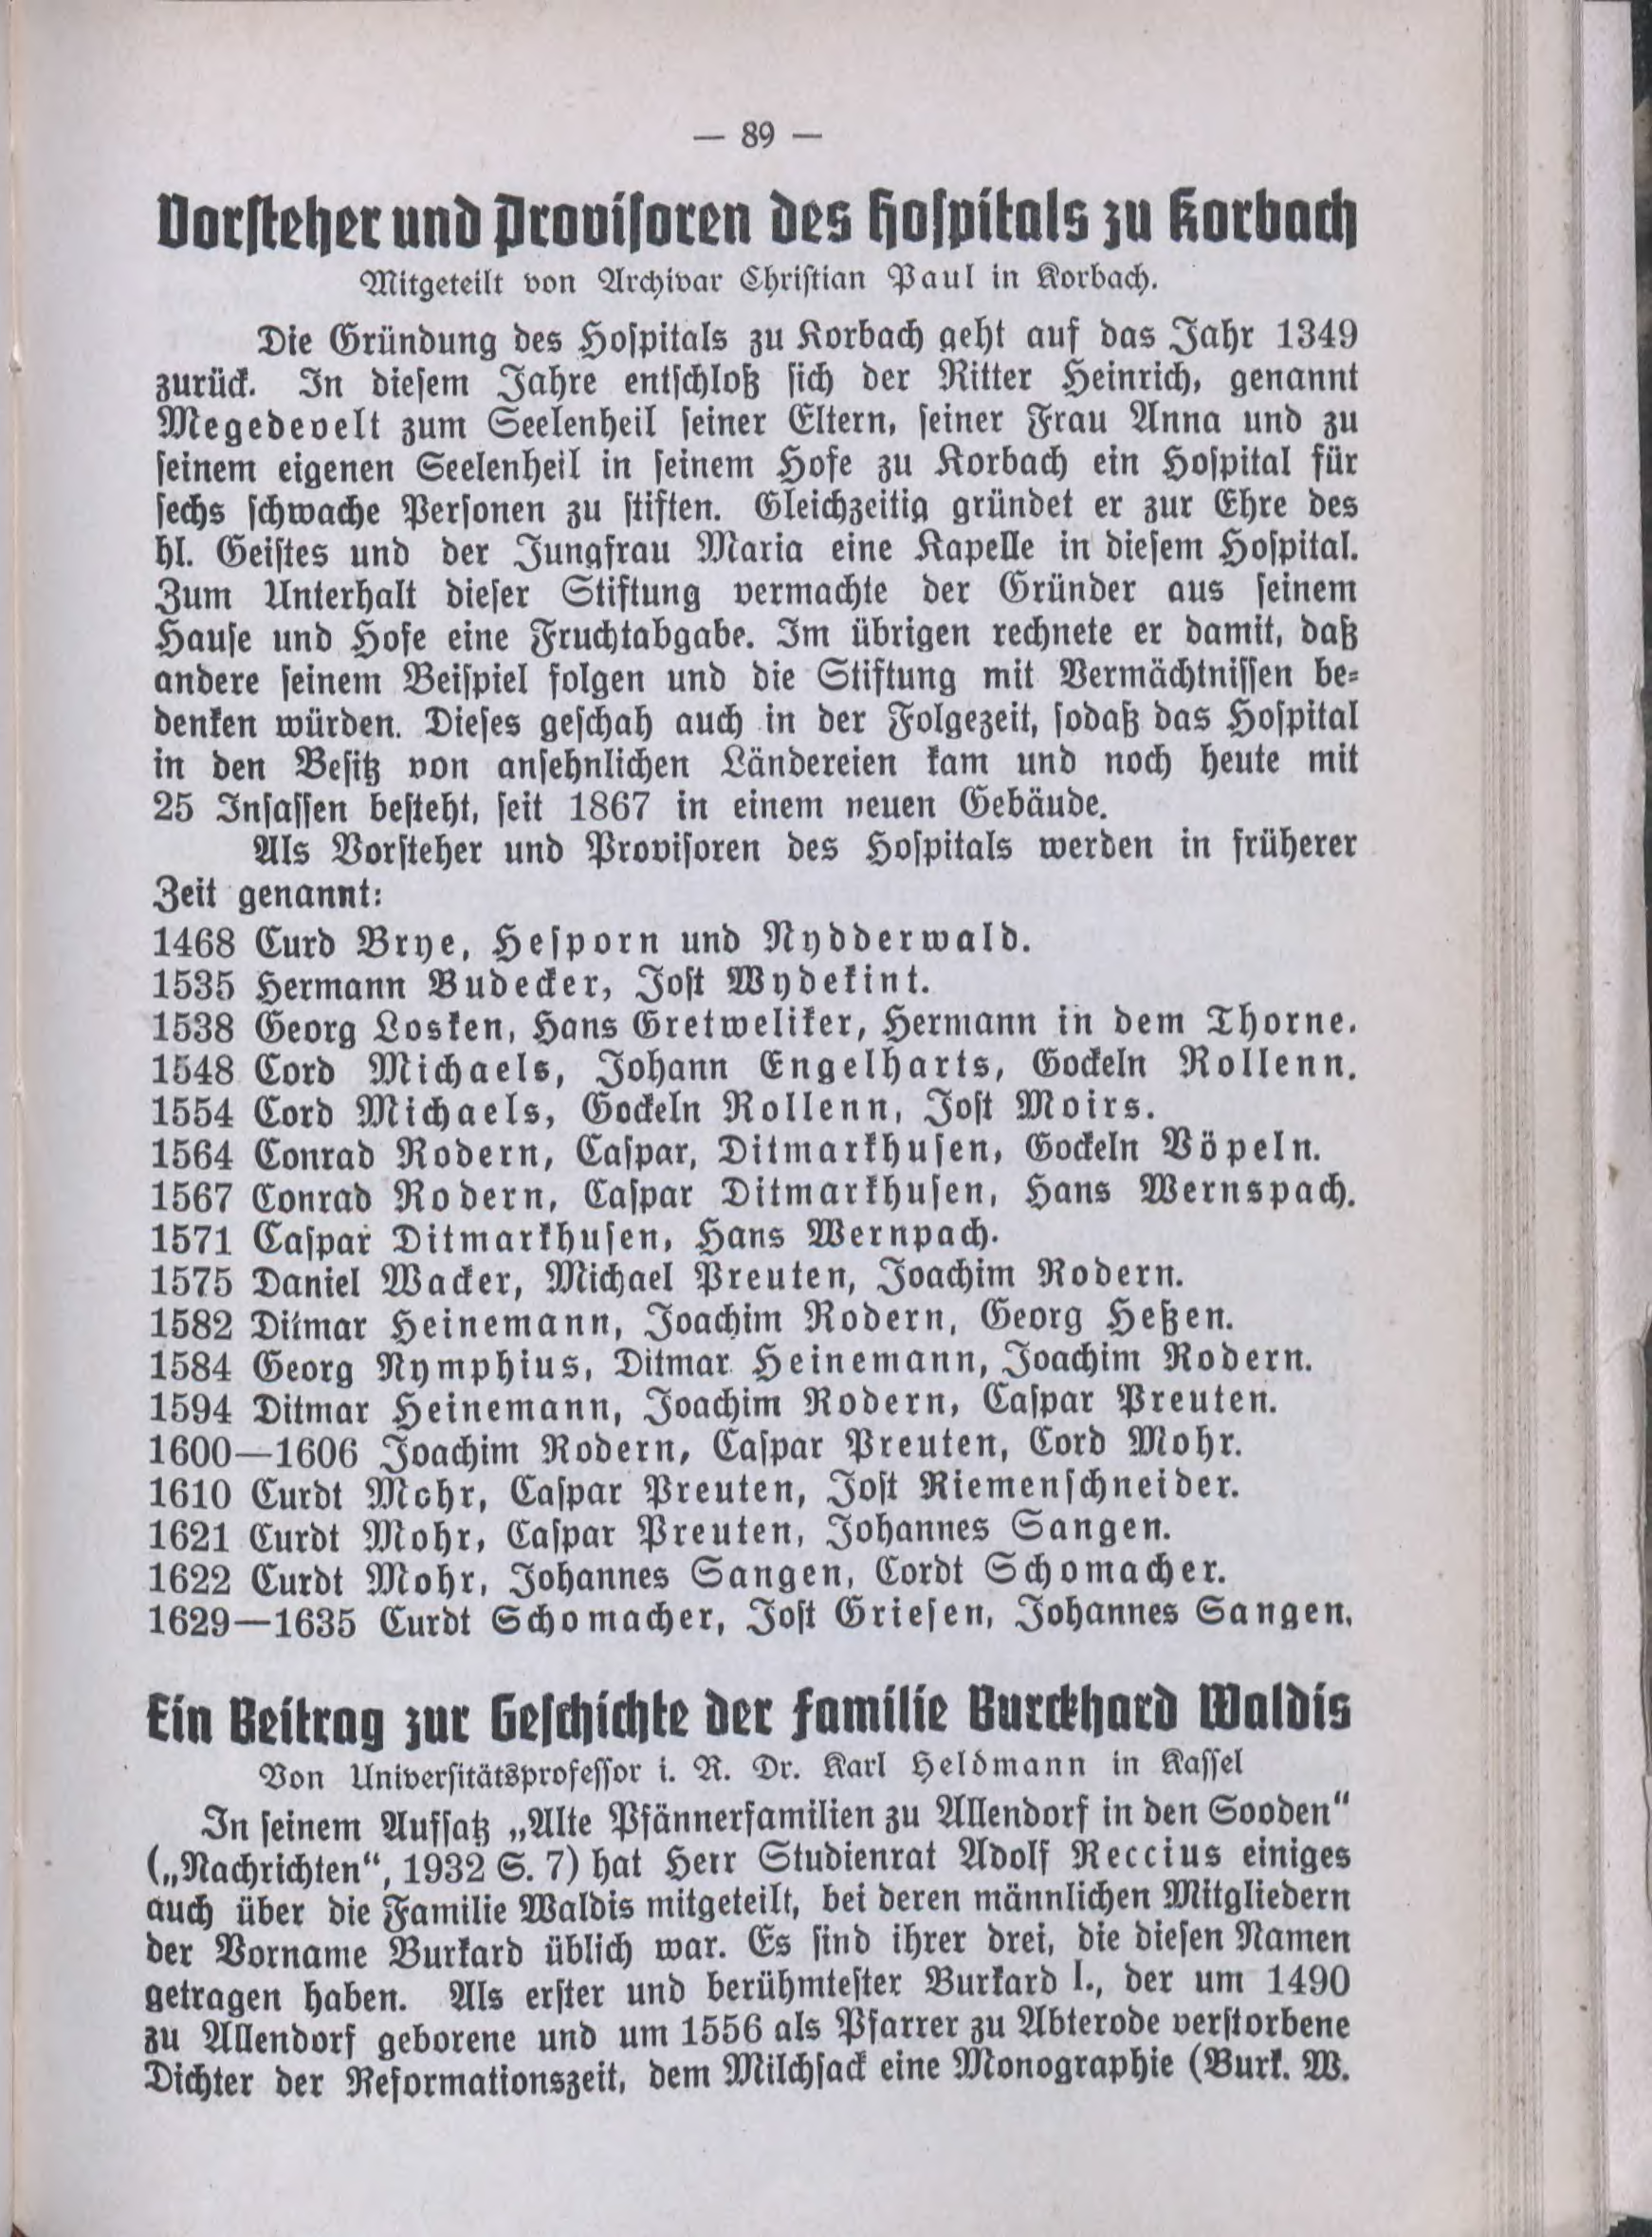 — 89 —
Vorsteher und Provisoren des Hospitals zu Korbach
Mitgeteilt von Archivar Christian Paul in Korbach.
Die Gründung des Hospitals zu Korbach geht auf das Jahr 1349
zurück. In diesem Jahre entschloß sich der Ritter Heinrich, genannt
Megedevelt zum Seelenheil seiner Eltern, seiner Frau Anna und zu
seinem eigenen Seelenheil in seinem Hofe zu Korbach ein Hospital für
sechs schwache Personen zu stiften. Gleichzeitig gründet er zur Ehre des
hl. Geistes und der Jungfrau Maria eine Kapelle in diesem Hospital.
Zum Unterhalt dieser Stiftung vermachte der Gründer aus seinem
Hause und Hofe eine Fruchtabgabe. Im übrigen rechnete er damit, daß
andere seinem Beispiel folgen und die Stiftung mit Vermächtnissen be-
denken würden. Dieses geschah auch in der Folgezeit, sodaß das Hospital
in den Besitz von ansehnlichen Ländereien kam und noch heute mit
25 Insassen besteht, seit 1867 in einem neuen Gebäude.
Als Vorsteher und Provisoren des Hospitals werden in früherer
Zeit genannt:
1468 Curd Brye, Hesporn und Nydderwald.
1535 Hermann Budecker, Jost Wydekint.
1538 Georg Losken, Hans Gretweliker, Hermann in dem Thorne.
1548 Cord Michaels, Johann Engelharts, Gockeln Rollenn.
1554 Cord Michaels, Gockeln Rollenn, Jost Moirs.
1564 Conrad Rodern, Caspar, Ditmarkhusen, Gockeln Vöpeln.
1567 Conrad Rodern, Caspar Ditmarkhusen, Hans Wernspach.
1571 Caspar Ditmarkhusen, Hans Wernpach.
1575 Daniel Wacker, Michael Preuten, Joachim Rodern.
1582 Ditmar Heinemann, Joachim Rodern, Georg Heßen.
1584 Georg Nymphius, Ditmar Heinemann, Joachim Rodern.
1594 Ditmar Heinemann, Joachim Rodern, Caspar Preuten.
1600—1606 Joachim Rodern, Caspar Preuten, Cord Mohr.
1610 Curdt Mohr, Caspar Preuten, Jost Riemenschneider.
1621 Curdt Mohr, Caspar Preuten, Johannes Sangen.
1622 Curdt Mohr, Johannes Sangen, Cordt Schomacher.
1629—1635 Curdt Schomacher, Jost Griesen, Johannes Sangen.
Ein Beitrag zur Geschichte der Familie Burckhard Waldis
Von Universitätsprofessor i. R. Dr. Karl Heldmann in Kassel
In seinem Aufsatz „Alte Pfännerfamilien zu Allendorf in den Sooden“
(„Nachrichten“, 1932 S. 7) hat Herr Studienrat Adolf Reccius einiges
auch über die Familie Waldis mitgeteilt, bei deren männlichen Mitgliedern
der Vorname Burkard üblich war. Es sind ihrer drei, die diesen Namen
getragen haben. Als erster und berühmtester Burkard I., der um 1490
zu Allendorf geborene und um 1556 als Pfarrer zu Abterode verstorbene
Dichter der Reformationszeit, dem Milchsack eine Monographie (Burk. W.